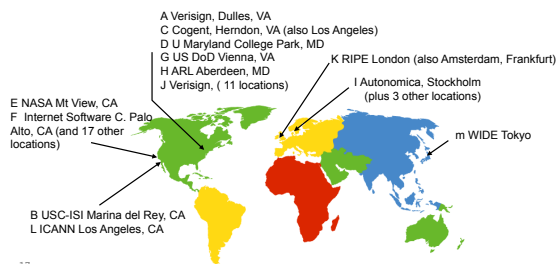 A Verisign, Dulles, VA
C Cogent, Herndon, VA (also Los Angeles)
D U Maryland College Park, MD
G US DoD Vienna, VA
H ARL Aberdeen, MD
J Verisign, ( 11 locations)
K RIPE London (also Amsterdam, Frankfurt)
I Autonomica, Stockholm
(plus 3 other locations)
E NASA Mt View, CA
F Internet Software C. Palo
Alto, CA (and 17 other
locations)
m WIDE Tokyo
B USC-ISI Marina del Rey, CA
L ICANN Los Angeles, CA